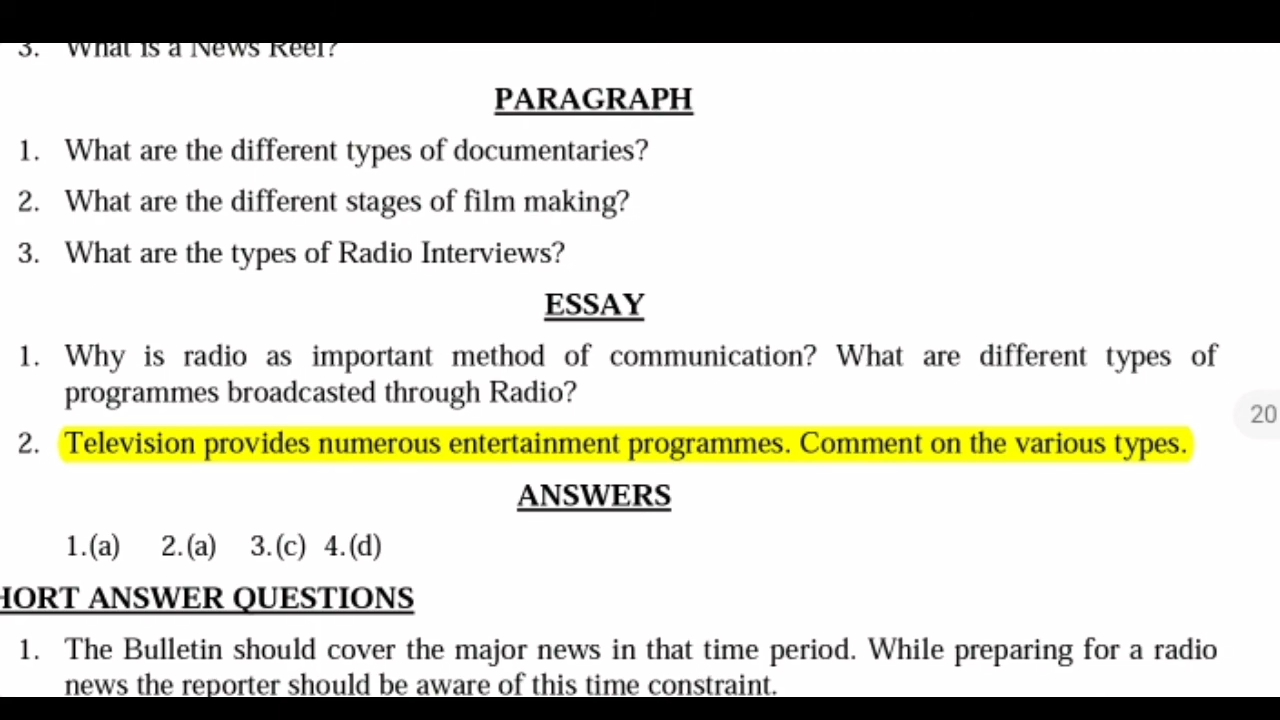 3. What is a News Reel?
PARAGRAPH
1. What are the different types of documentaries?
2. What are the different stages of film making?
3. What are the types of Radio Interviews?
ESSAY
1. Why is radio as important method of communication? What are different types of
programmes broadcasted through Radio?
20
2. Television provides numerous entertainment programmes. Comment on the various types.
ANSWERS
1.(a) 2.(a) 3.(c) 4.(d)
HORT ANSWER QUESTIONS
1. The Bulletin should cover the major news in that time period. While preparing for a radio
news the reporter should be aware of this time constraint.